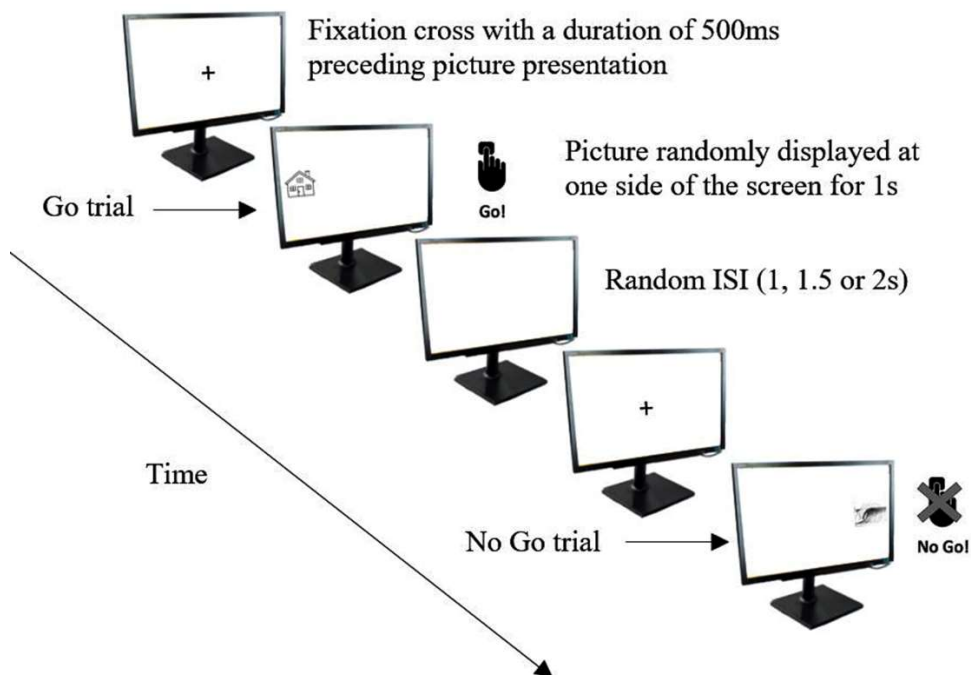 Fixation cross with a duration of 500ms
preceding picture presentation
+
Picture randomly displayed at
one side of the screen for 1s
Go trial
Go!
Random ISI (1, 1.5 or 2s)
+
Time
No Go trial
No Go!